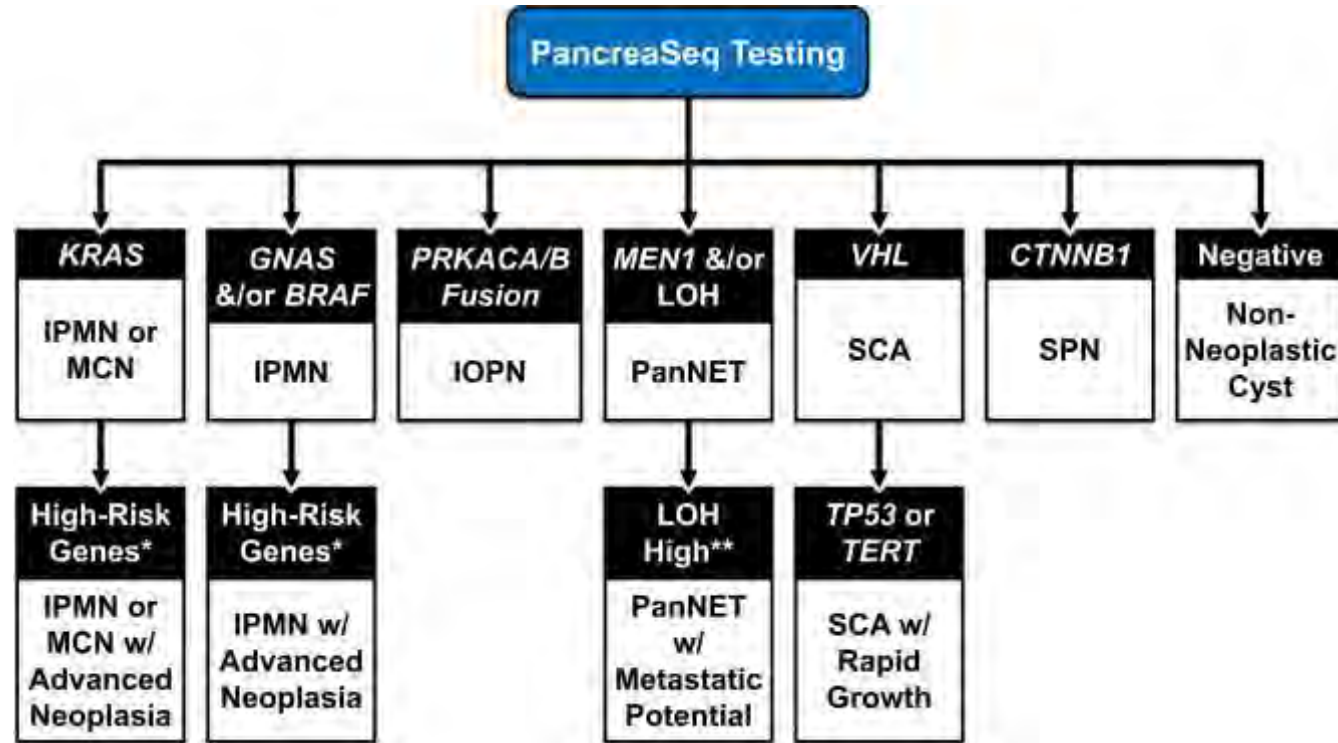 PancreaSeq Testing
KRAS
IPMN or
MCN
GNAS
&/or BRAF
IPMN
PRKACA/B
Fusion
IOPN
MEN1 &/or
LOH
PanNET
VHL
SCA
CTNNB1
SPN
Negative
Non-
Neoplastic
Cyst
High-Risk
Genes*
IPMN or
MCN w/
Advanced
Neoplasia
High-Risk
Genes*
IPMN w/
Advanced
Neoplasia
LOH
High**
PanNET
w/
Metastatic
Potential
TP53 or
TERT
SCA w/
Rapid
Growth